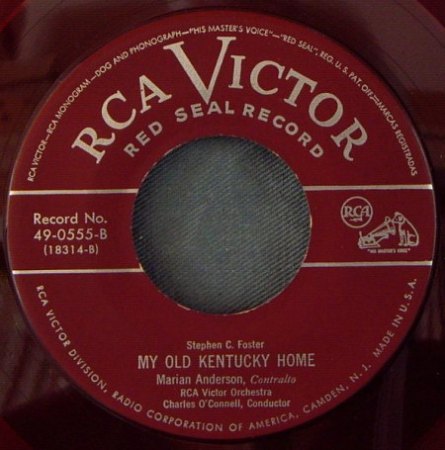 RCA VICTOR—RCA MONOGRAM—DOG AND PHONOGRAPH—"HIS MASTER'S VOICE"—"RED SEAL", REG. U.S. PAT. OFF.—MARCAS REGISTRADAS
RCA VICTOR
RED SEAL RECORD
Record No.
49-0555-B
(18314-B)
RCA
"HIS MASTER'S VOICE"
Stephen C. Foster
MY OLD KENTUCKY HOME
Marian Anderson, Contralto
RCA Victor Orchestra
Charles O'Connell, Conductor
RCA VICTOR DIVISION, RADIO CORPORATION OF AMERICA, CAMDEN, N. J. MADE IN U.S.A.